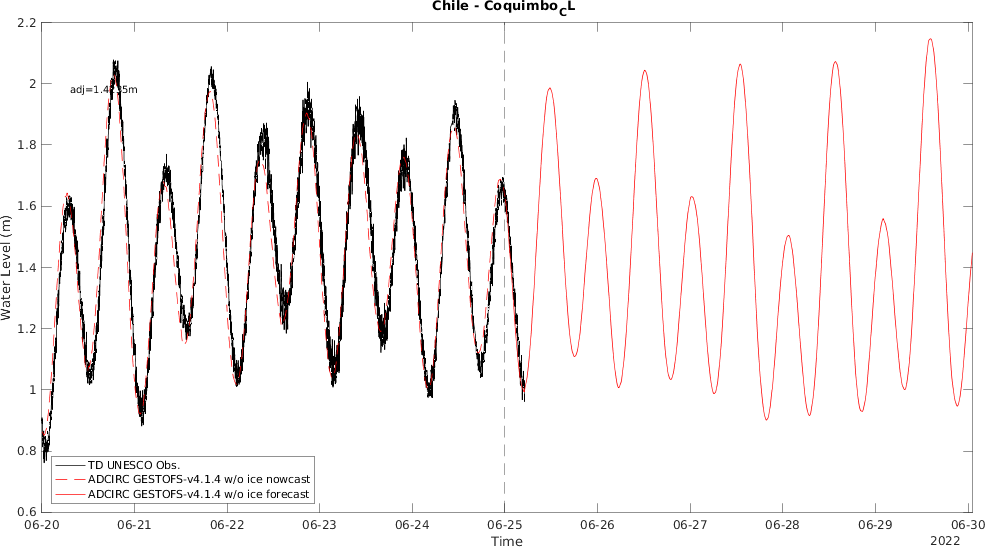 Chile - Coquimbo_CL
2.2
2
1.8
1.6
1.4
1.2
1
0.8
0.6
Water Level (m)
TD UNESCO Obs.
ADCIRC GESTOFS-v4.1.4 w/o ice nowcast
ADCIRC GESTOFS-v4.1.4 w/o ice forecast
06-20 06-21 06-22 06-23 06-24 06-25 06-26 06-27 06-28 06-29 06-30
Time
2022